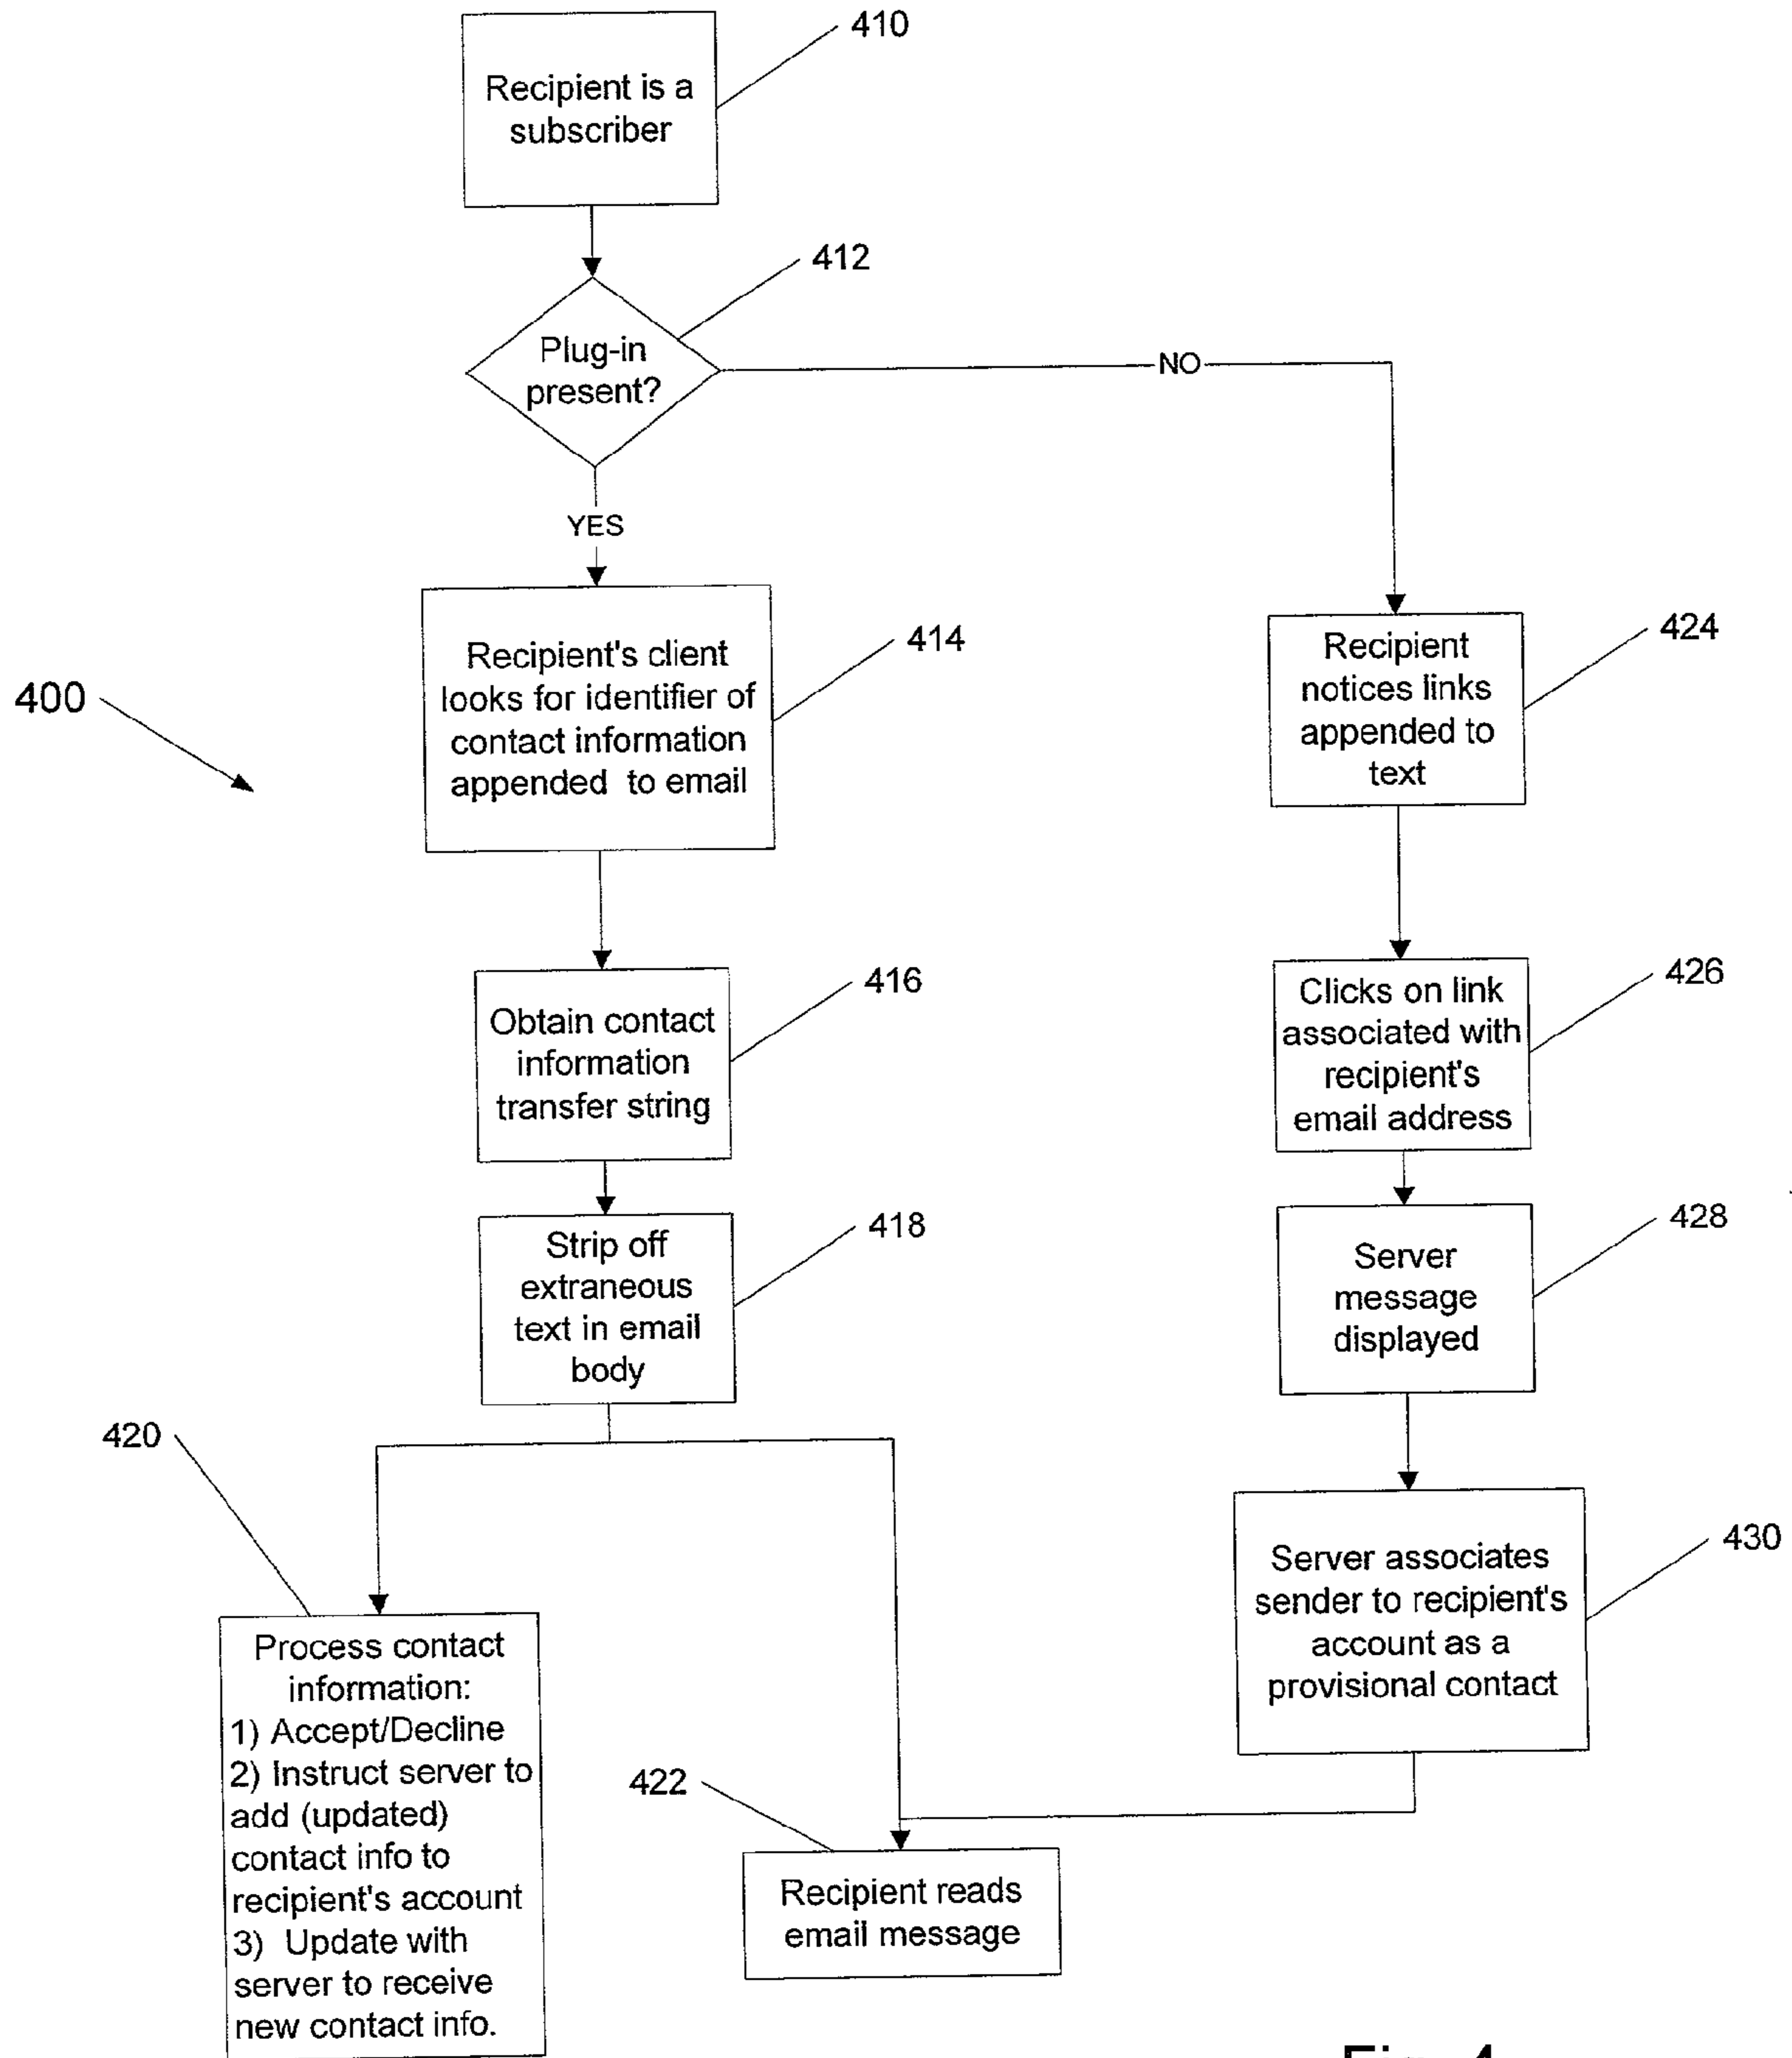 410
Recipient is a
subscriber
412
Plug-in
present?
NO
YES
400
Recipient's client
looks for identifier of
contact information
appended to email
414
Recipient
notices links
appended to
text
424
Obtain contact
information
transfer string
416
Clicks on link
associated with
recipient's
email address
426
Strip off
extraneous
text in email
body
418
Server
message
displayed
428
420
Process contact
information:
1) Accept/Decline
2) Instruct server to
add (updated)
contact info to
recipient's account
3) Update with
server to receive
new contact info.
Server associates
sender to recipient's
account as a
provisional contact
430
422
Recipient reads
email message
Fig. 4